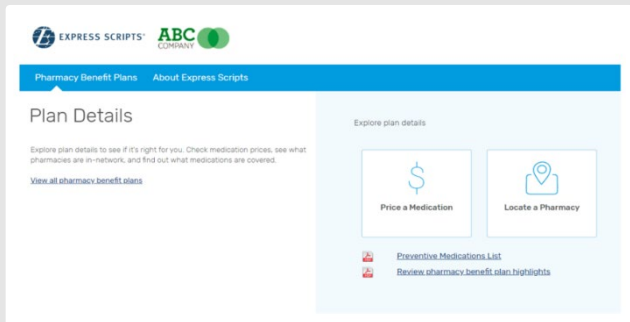 EXPRESS SCRIPTS®
ABC
COMPANY
Pharmacy Benefit Plans About Express Scripts
Plan Details
Explore plan details to see if it's right for you. Check medication prices, see what
pharmacies are in-network, and find out what medications are covered.
View all pharmacy benefit plans
Explore plan details
Price a Medication
Locate a Pharmacy
Preventive Medications List
Review pharmacy benefit plan highlights